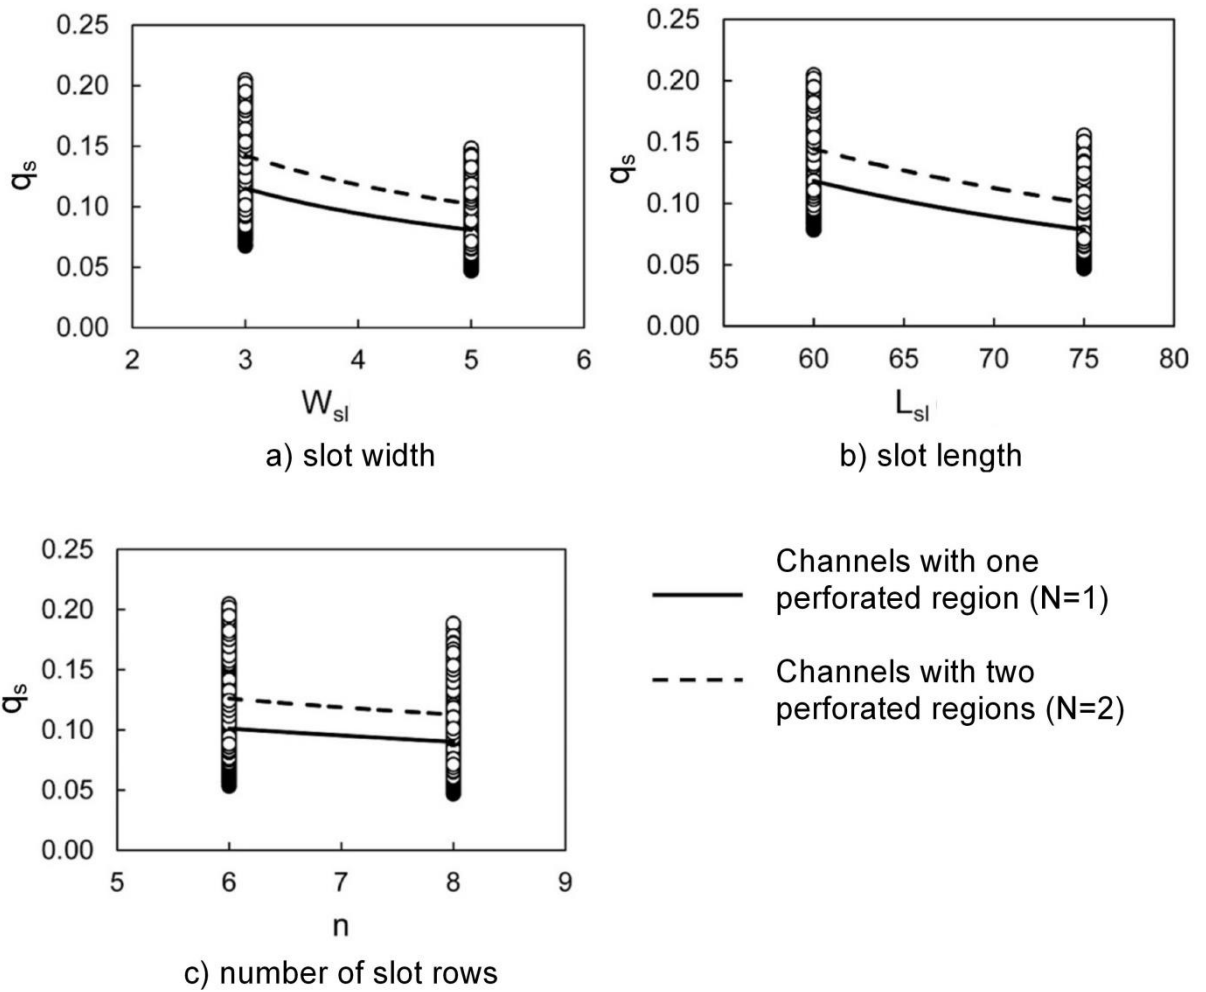 0.25
0.20
0.15
0.10
0.05
0.00
qs
2 3 4 5 6
Wsl
a) slot width
0.25
0.20
0.15
0.10
0.05
0.00
qs
55 60 65 70 75 80
Lsl
b) slot length
0.25
0.20
0.15
0.10
0.05
0.00
qs
5 6 7 8 9
n
c) number of slot rows
Channels with one
perforated region (N=1)
Channels with two
perforated regions (N=2)